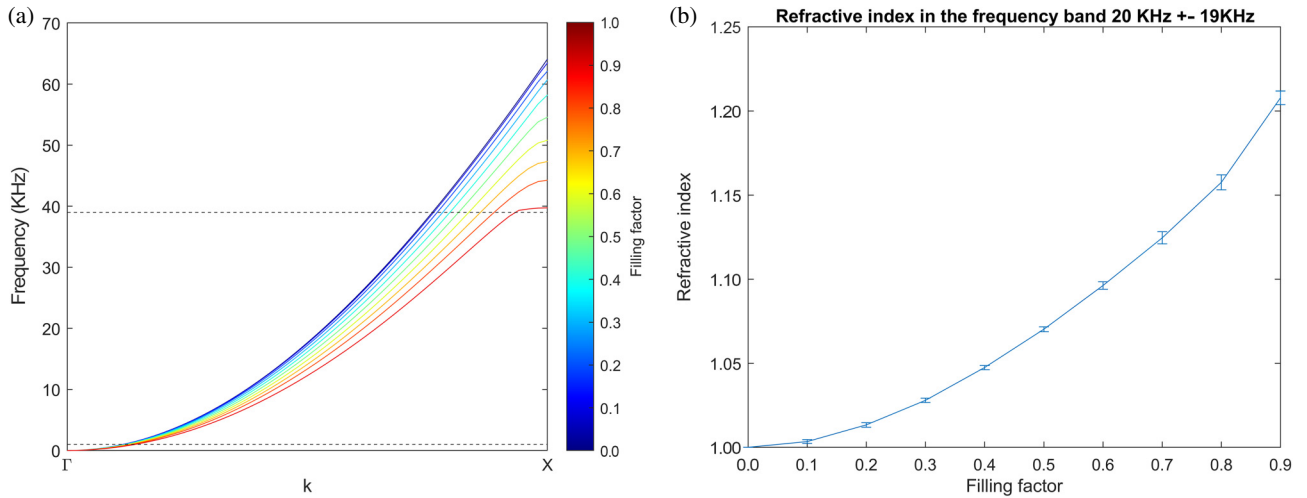 (a)
70
60
50
40
30
20
10
0
Frequency (KHz)
Γ
X
k
1.0
0.9
0.8
0.7
0.6
0.5
0.4
0.3
0.2
0.1
0.0
Filling factor
(b)
Refractive index in the frequency band 20 KHz +- 19KHz
1.25
1.20
1.15
1.10
1.05
1.00
Refractive index
0.0 0.1 0.2 0.3 0.4 0.5 0.6 0.7 0.8 0.9
Filling factor